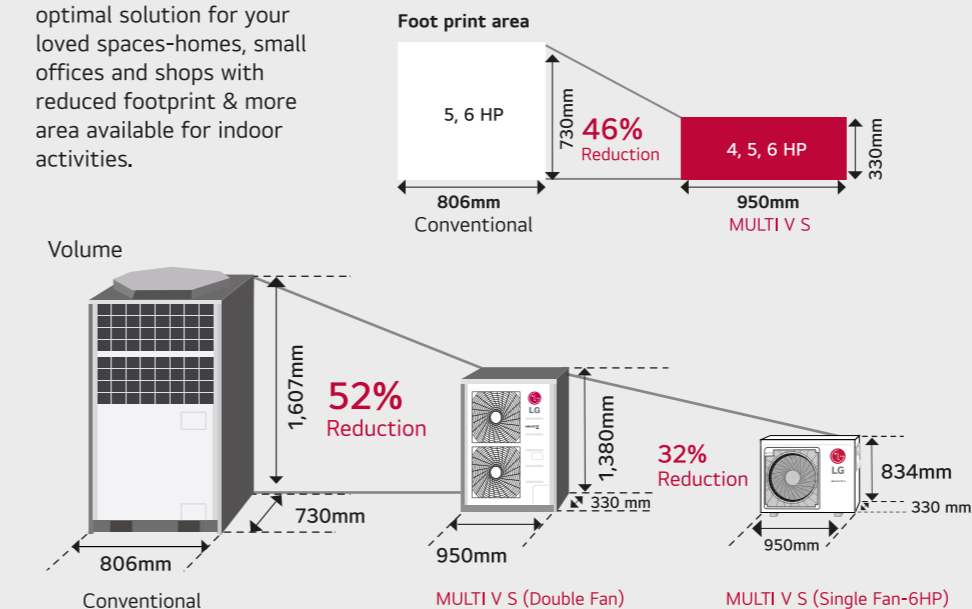 optimal solution for your
loved spaces-homes, small
offices and shops with
reduced footprint & more
area available for indoor
activities.
Foot print area
5, 6 HP
730mm
46%
Reduction
4, 5, 6 HP
330mm
806mm
Conventional
950mm
MULTI V S
Volume
1,607mm
52%
Reduction
730mm
806mm
Conventional
LG
1,380mm
330 mm
950mm
MULTI V S (Double Fan)
32%
Reduction
LG
834mm
330 mm
950mm
MULTI V S (Single Fan-6HP)